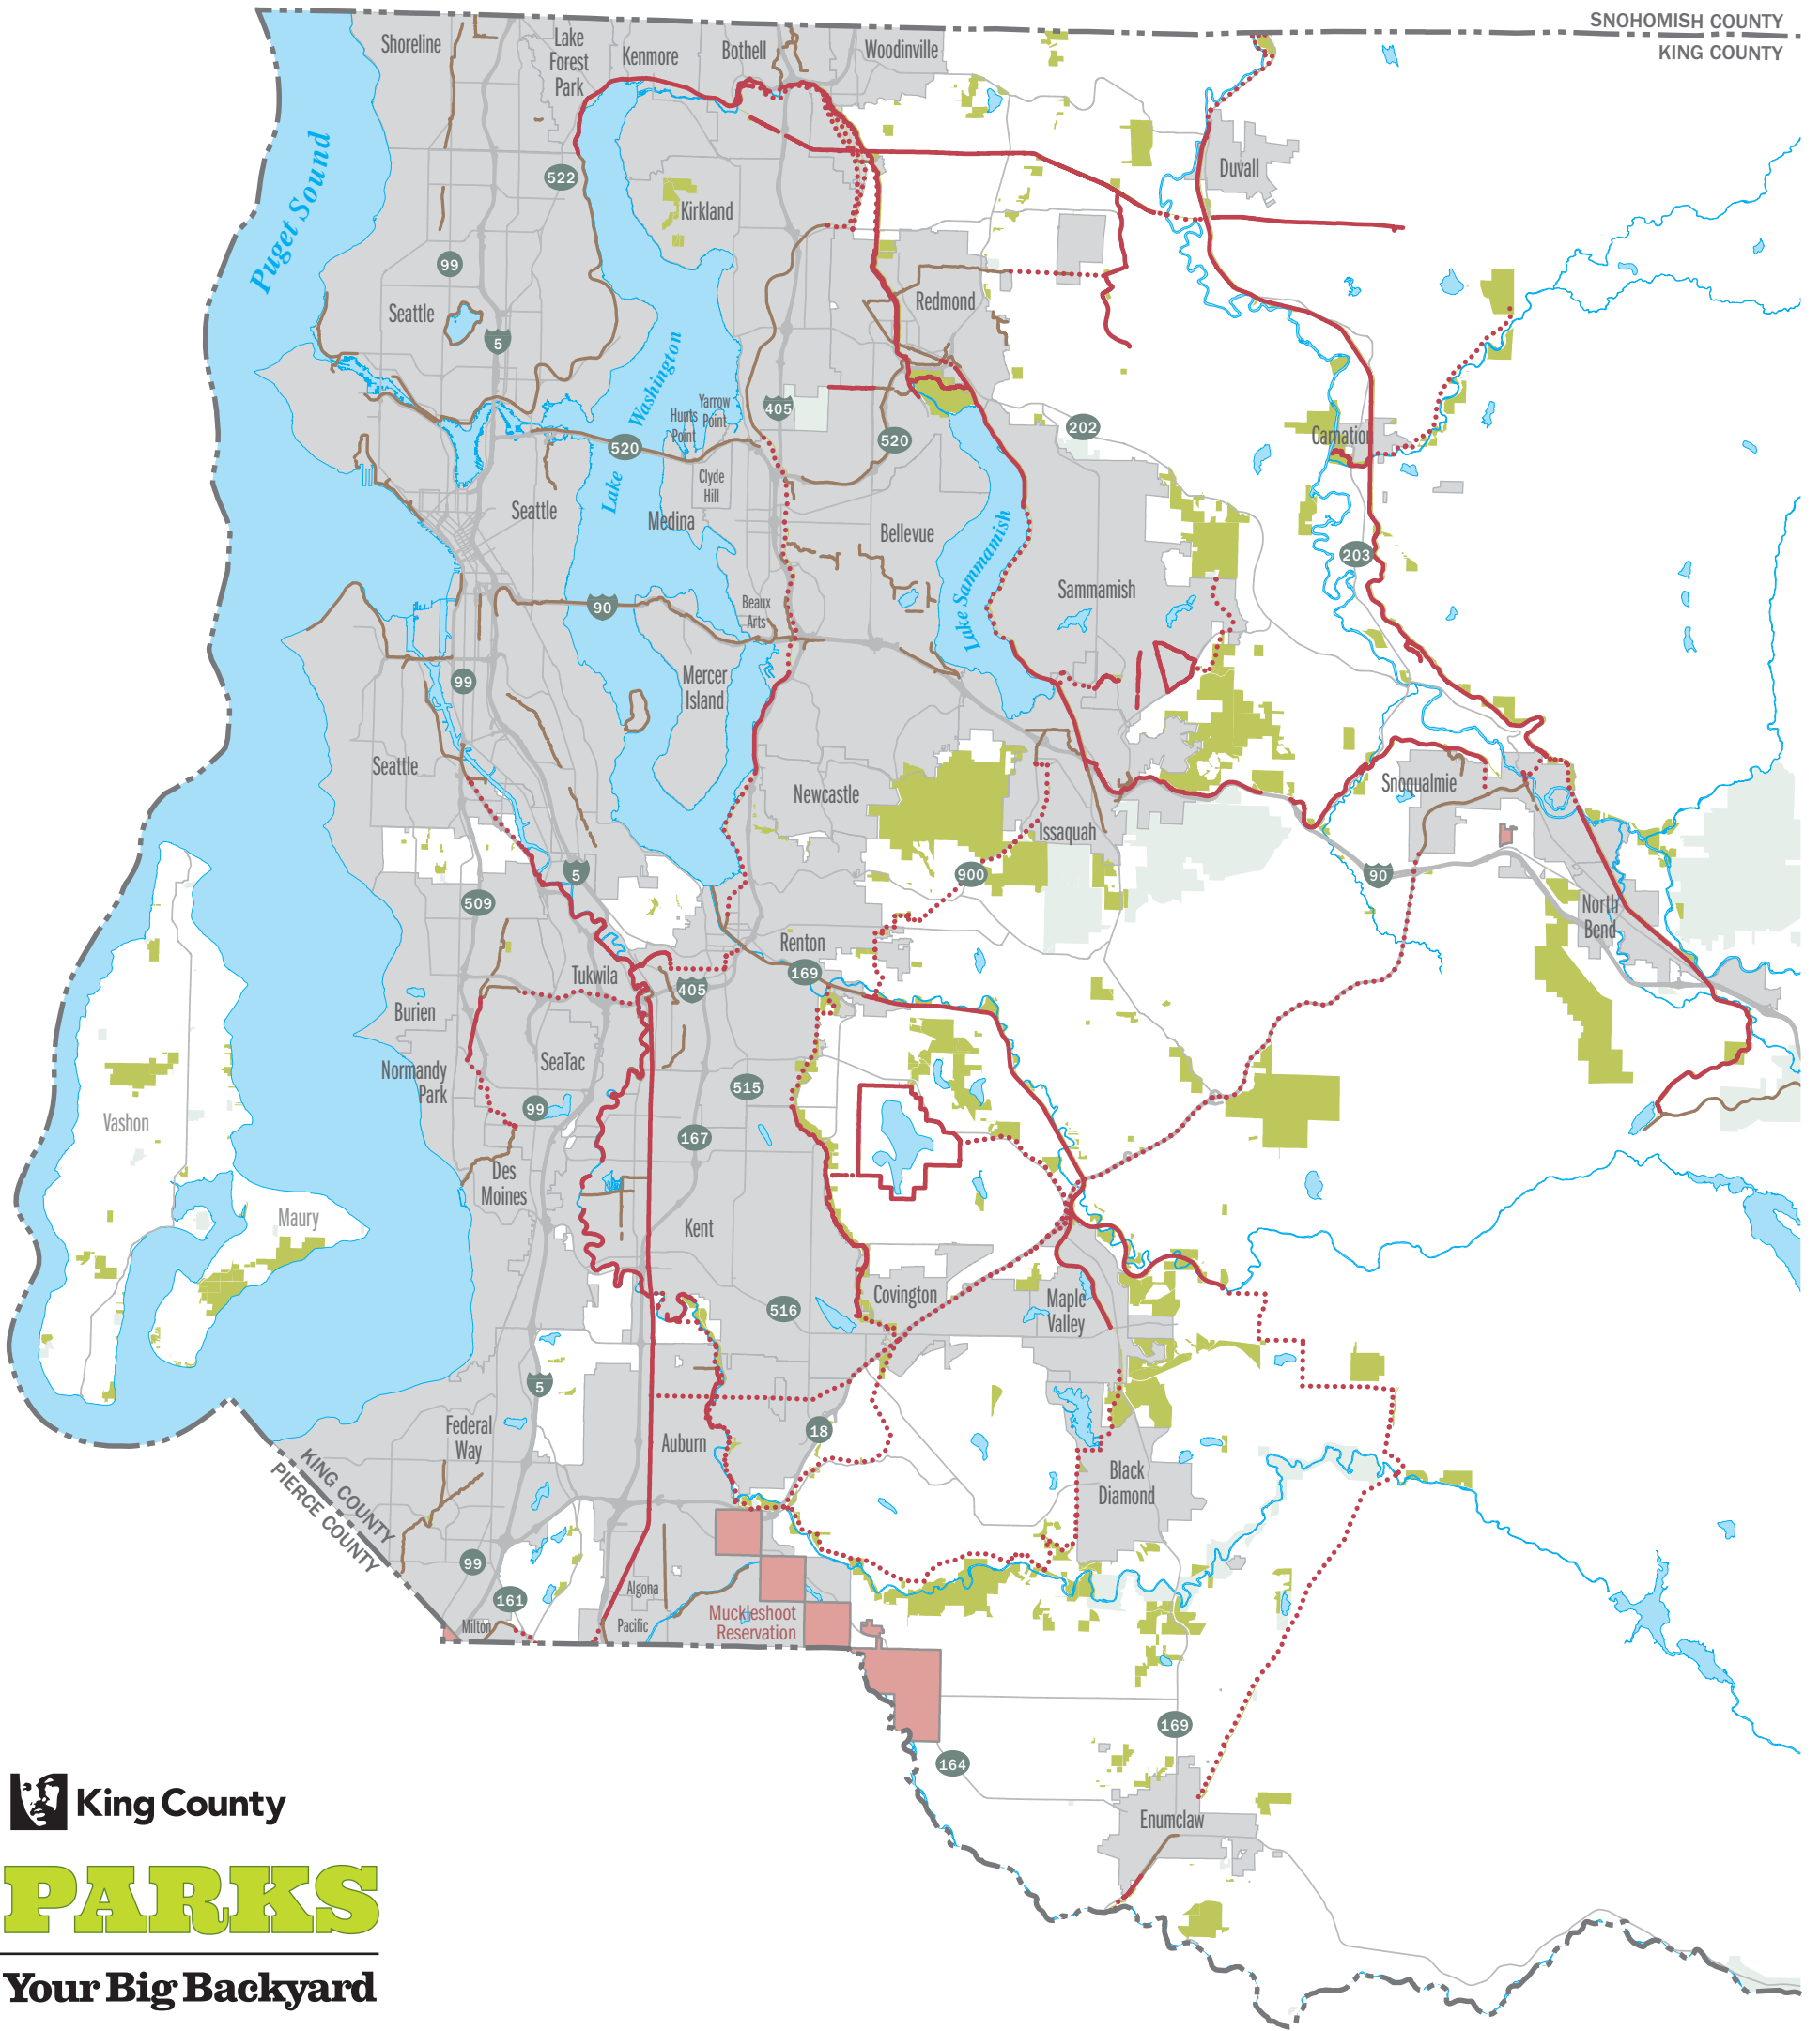 SNOHOMISH COUNTY
KING COUNTY
Shoreline
Lake
Forest
Park
Kenmore
Bothell
Woodinville
Puget Sound
522
Kirkland
Duvall
99
Seattle
5
Redmond
Lake Washington
Hunts
Point
Yarrow
Point
405
520
520
202
Carnation
Clyde
Hill
Seattle
Medina
Bellevue
Lake Sammamish
203
Sammamish
90
Beaux
Arts
99
Mercer
Island
Seattle
Newcastle
Issaquah
Snoqualmie
5
900
90
509
North
Bend
Renton
Tukwila
169
405
Burien
SeaTac
Normandy
Park
515
99
Vashon
167
Des
Moines
Maury
Kent
516
Covington
Maple
Valley
5
Federal
Way
Auburn
18
Black
Diamond
KING COUNTY
PIERCE COUNTY
99
161
Algona
Milton
Pacific
Muckleshoot
Reservation
169
164
Enumclaw
King County
PARKS
Your Big Backyard